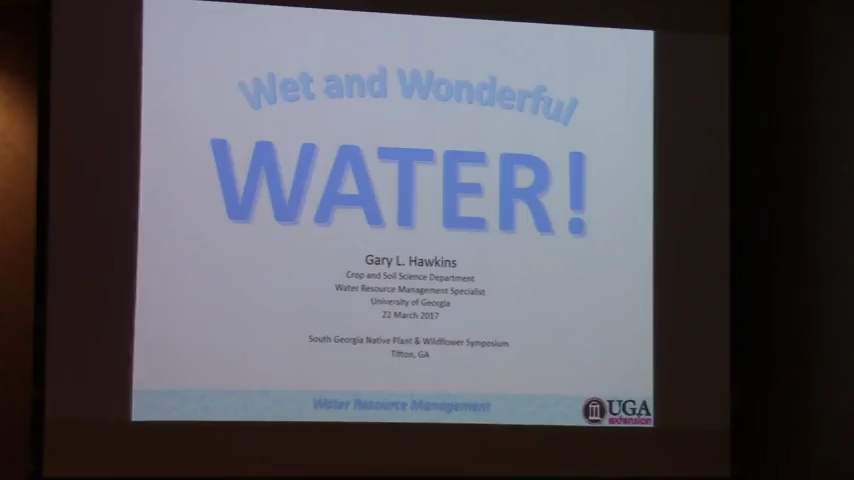 Wet and Wonderful
WATER!
Gary L. Hawkins
Crop and Soil Science Department
Water Resource Management Specialist
University of Georgia
22 March 2017
South Georgia Native Plant & Wildflower Symposium
Tifton, GA
Water Resource Management
UGA
extension